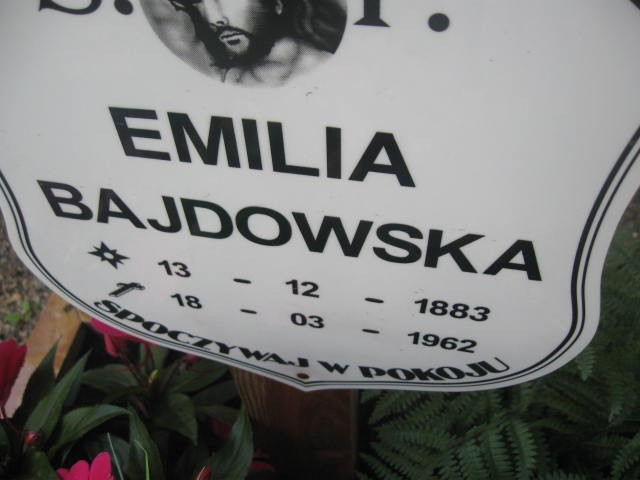 Ś. P.
EMILIA
BAJDOWSKA
13 - 12 - 1883
18 - 03 - 1962
SPOCZYWAJ W POKOJU